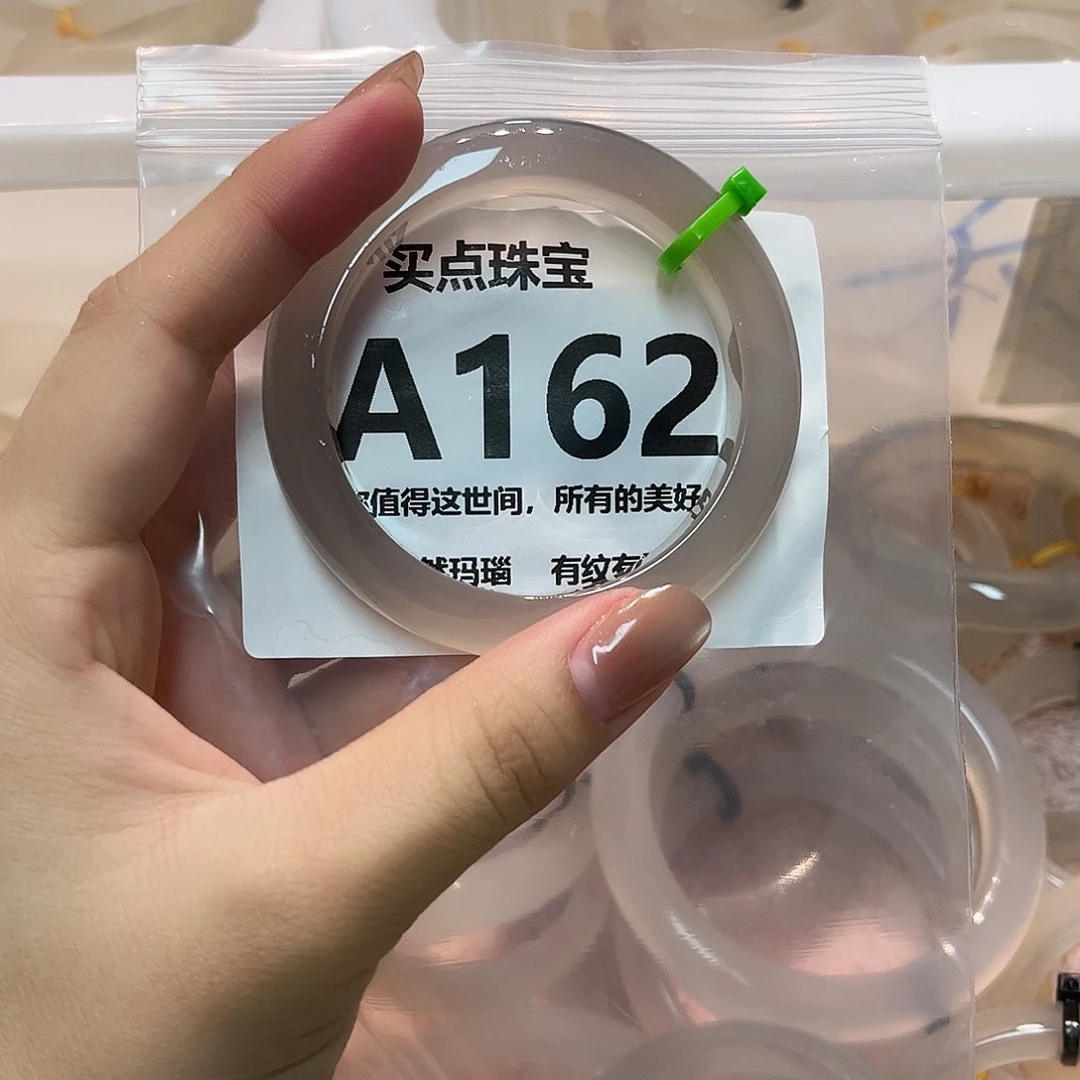 买点珠宝
A162
值得这世间，所有的美好
然玛瑙 有纹有